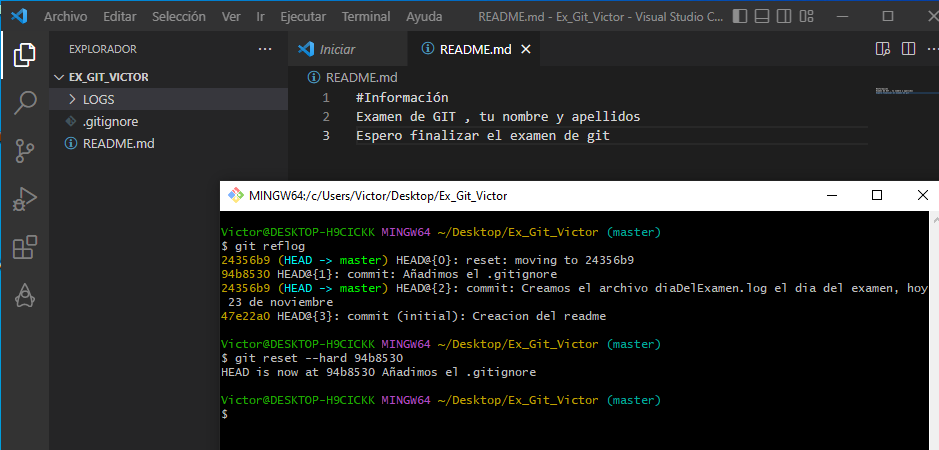 Archivo Editar Selección Ver Ir Ejecutar Terminal Ayuda README.md - Ex_Git_Victor - Visual Studio C...
EXPLORADOR ...
EX_GIT_VICTOR
LOGS
.gitignore
README.md
Iniciar README.md
README.md
1 #Información
2 Examen de GIT , tu nombre y apellidos
3 Espero finalizar el examen de git
MINGW64:/c/Users/Victor/Desktop/Ex_Git_Victor
Victor@DESKTOP-H9CICKK MINGW64 ~/Desktop/Ex_Git_Victor (master)
$ git reflog
24356b9 (HEAD -> master) HEAD@{0}: reset: moving to 24356b9
94b8530 HEAD@{1}: commit: Añadimos el .gitignore
24356b9 (HEAD -> master) HEAD@{2}: commit: Creamos el archivo diaDelExamen.log el dia del examen, hoy
23 de noviembre
47e22a0 HEAD@{3}: commit (initial): Creacion del readme
Victor@DESKTOP-H9CICKK MINGW64 ~/Desktop/Ex_Git_Victor (master)
$ git reset --hard 94b8530
HEAD is now at 94b8530 Añadimos el .gitignore
Victor@DESKTOP-H9CICKK MINGW64 ~/Desktop/Ex_Git_Victor (master)
$